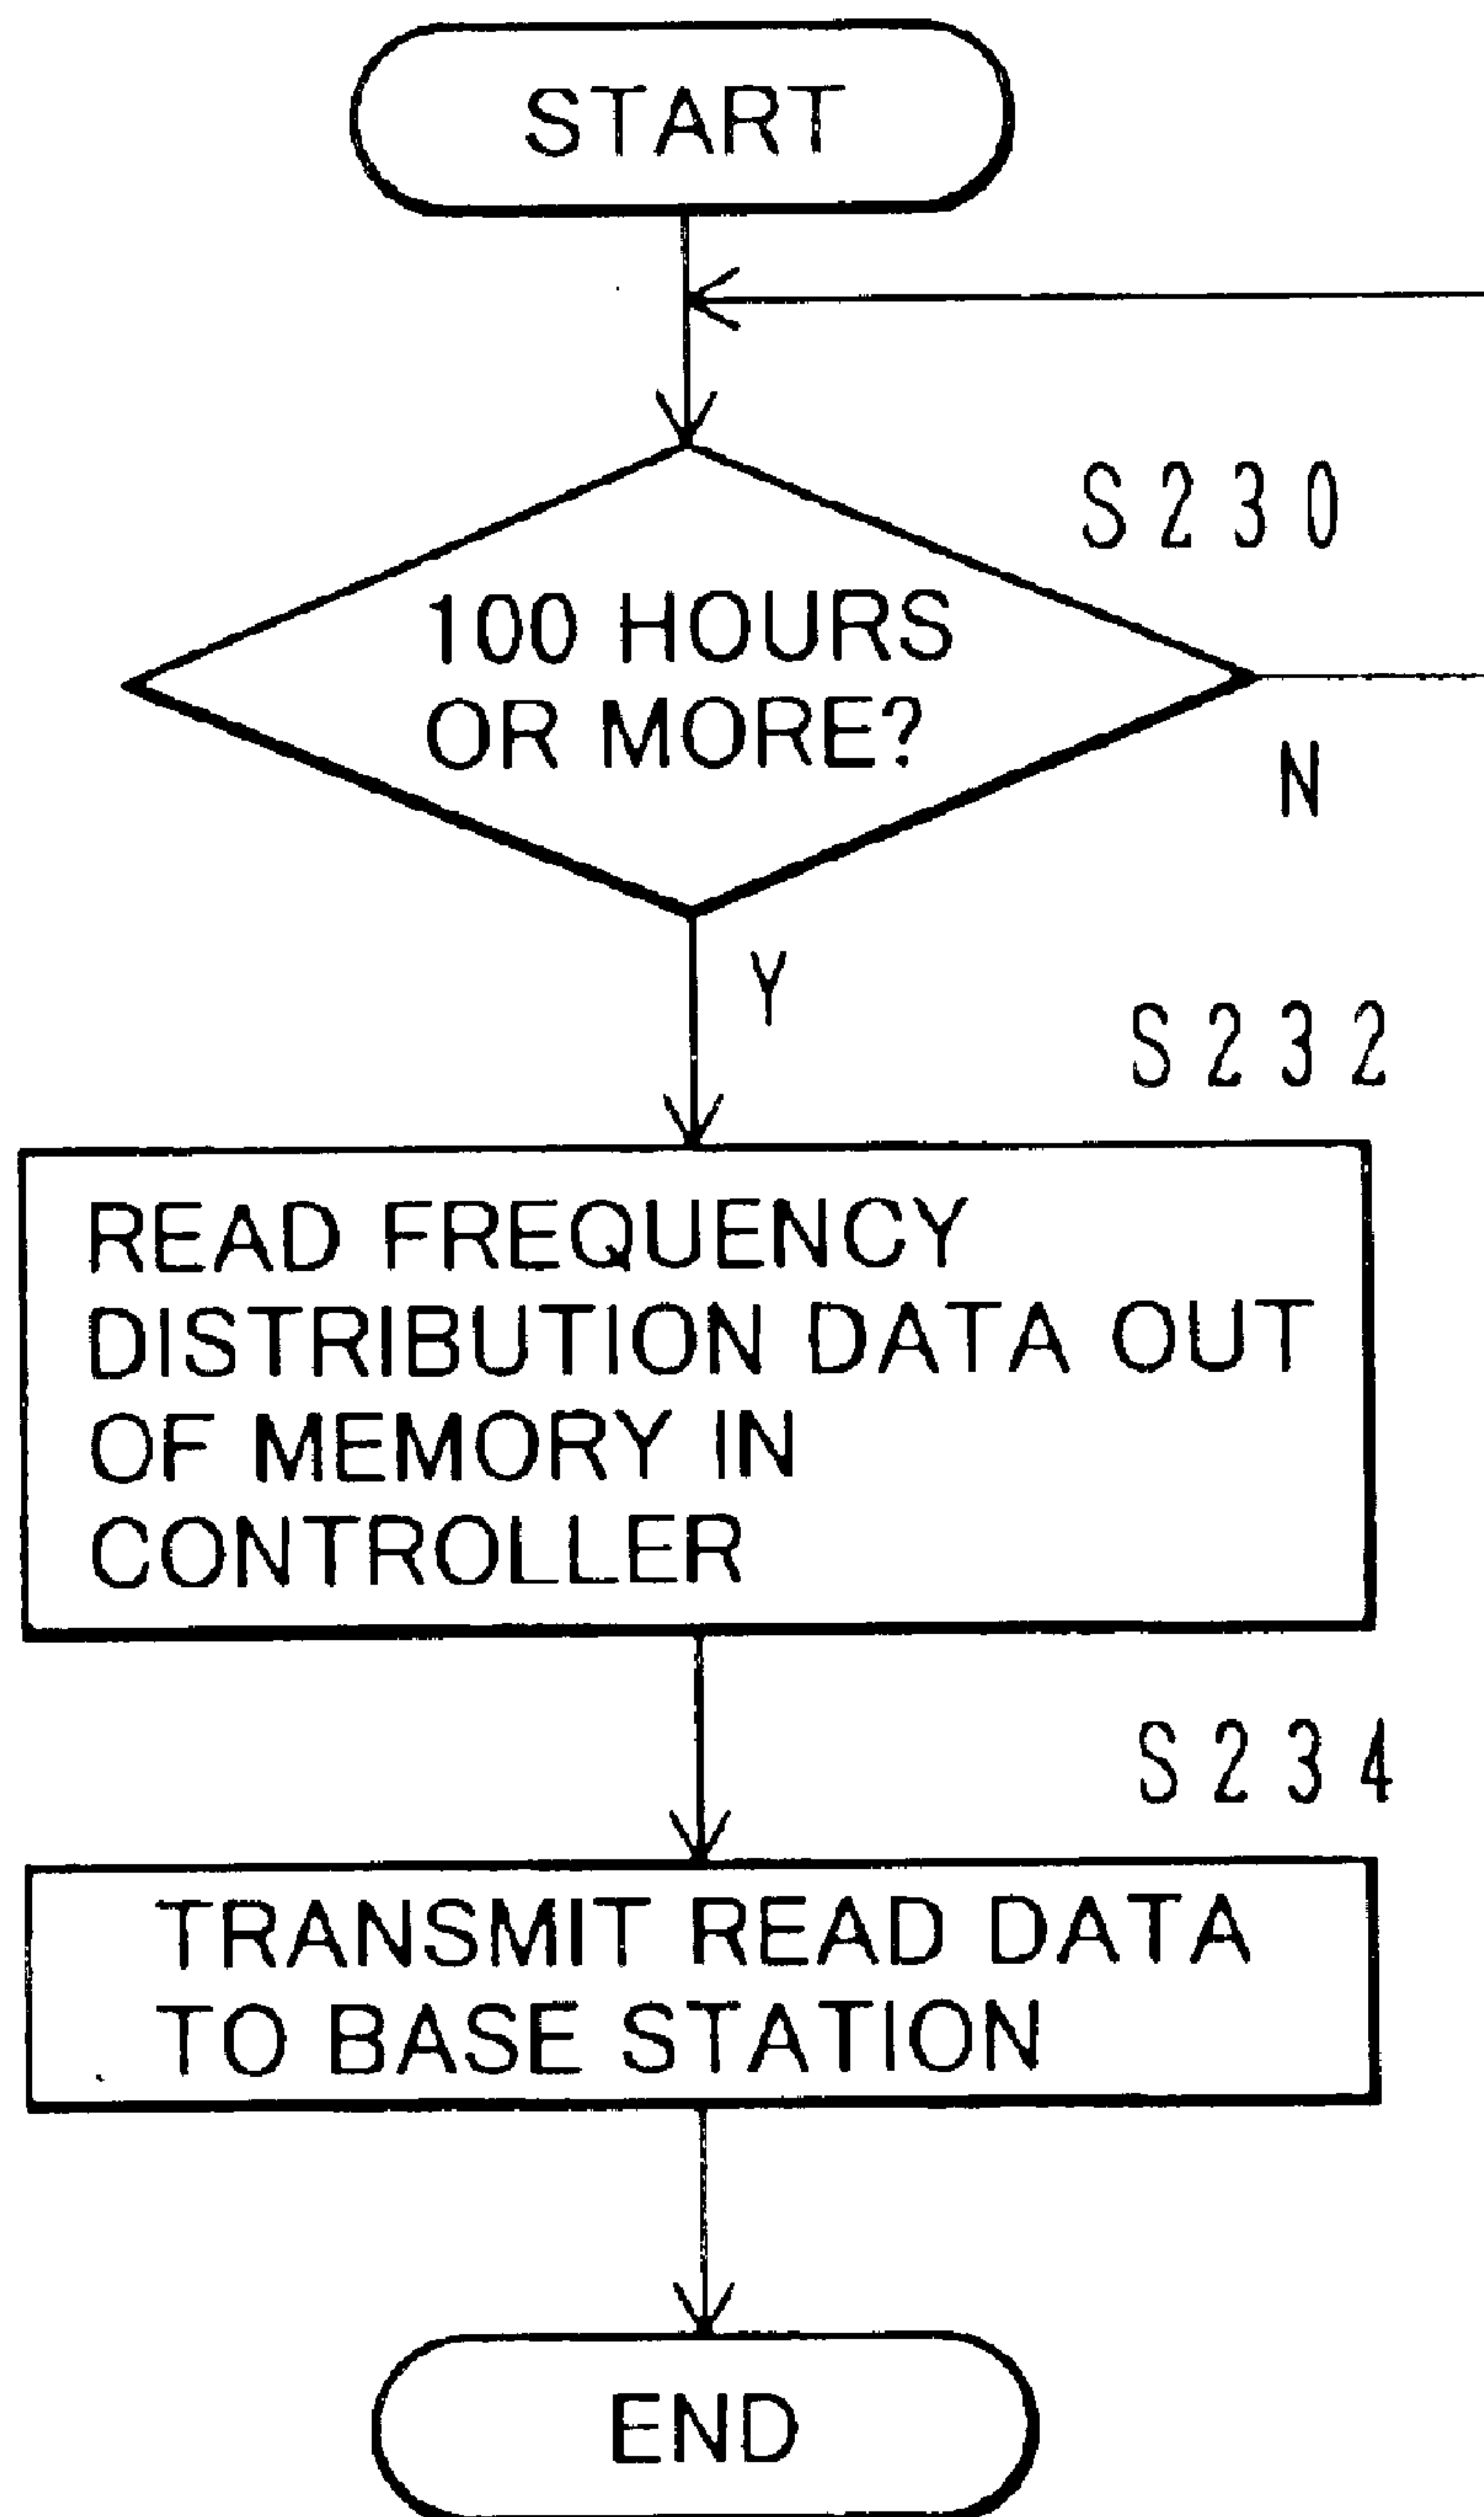 START
S230
100 HOURS
OR MORE?
N
Y
S232
READ FREQUENCY
DISTRIBUTION DATA OUT
OF MEMORY IN
CONTROLLER
S234
TRANSMIT READ DATA
TO BASE STATION
END